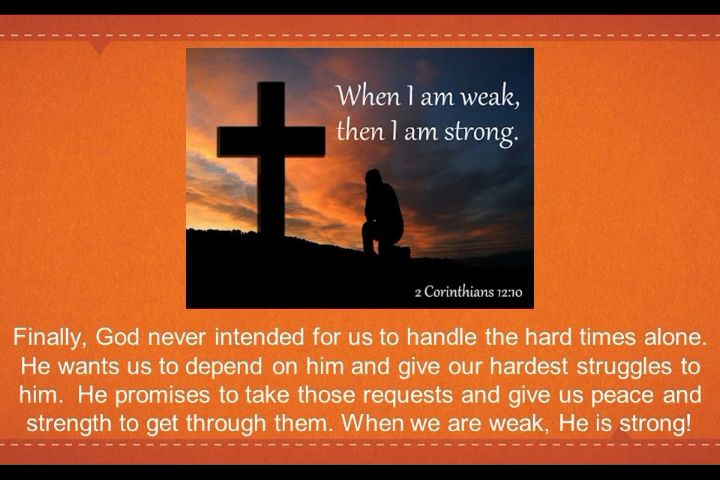 When I am weak,
then I am strong.
2 Corinthians 12:10
Finally, God never intended for us to handle the hard times alone.
He wants us to depend on him and give our hardest struggles to
him. He promises to take those requests and give us peace and
strength to get through them. When we are weak, He is strong!